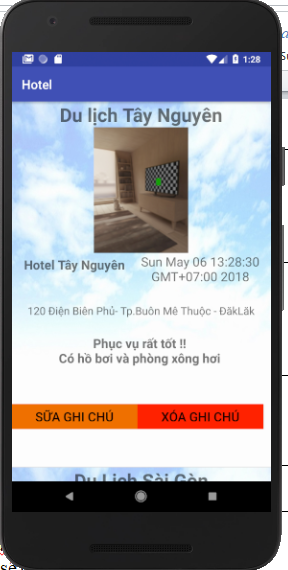 1:28
Hotel
Du lịch Tây Nguyên
Hotel Tây Nguyên
Sun May 06 13:28:30
GMT+07:00 2018
120 Điện Biên Phủ- Tp.Buôn Mê Thuộc - ĐăkLăk
Phục vụ rất tốt !!
Có hồ bơi và phòng xông hơi
SỮA GHI CHÚ
XÓA GHI CHÚ
Du Lịch Sài Gòn